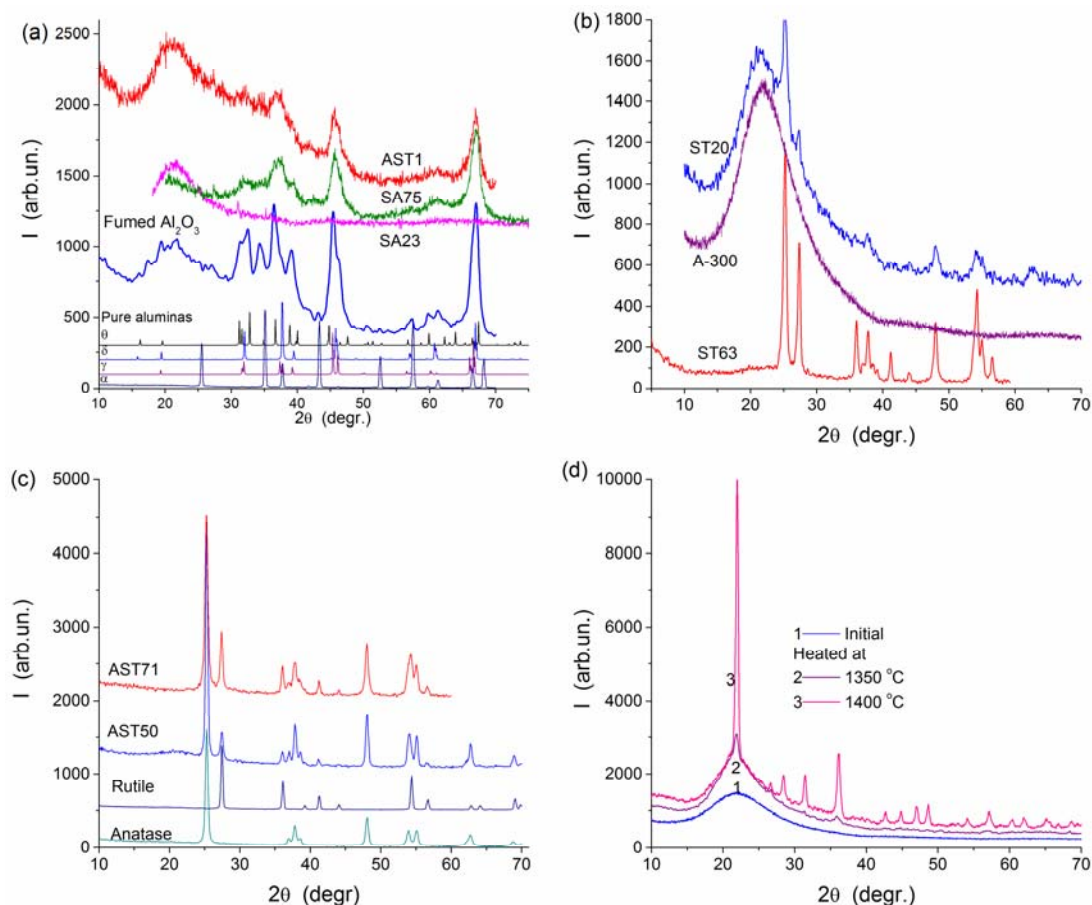 (a)
2500
2000
1500
1000
500
0
I (arb.un.)
AST1
SA75
SA23
Fumed Al2O3
Pure aluminas
θ
δ
γ
α
10 20 30 40 50 60 70
2θ (degr.)
(b)
1800
1600
1400
1200
1000
800
600
400
200
0
I (arb.un.)
ST20
A-300
ST63
10 20 30 40 50 60 70
2θ (degr.)
(c)
5000
4000
3000
2000
1000
0
I (arb.un.)
AST71
AST50
Rutile
Anatase
10 20 30 40 50 60 70
2θ (degr)
(d)
10000
8000
6000
4000
2000
0
I (arb.un.)
1 Initial
Heated at
2 1350 °C
3 1400 °C
3
2
1
10 20 30 40 50 60 70
2θ (degr.)